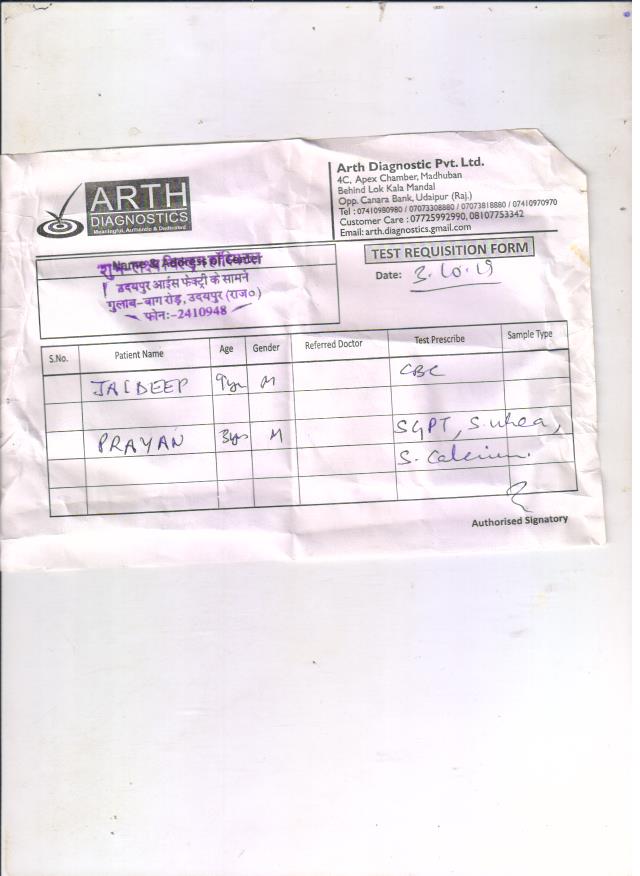 ARTH
DIAGNOSTICS
Meaningful, Authentic & Dedicated
Arth Diagnostic Pvt. Ltd.
4C, Apex Chamber, Madhuban
Behind Lok Kala Mandal
Opp. Canara Bank, Udaipur (Raj.)
Tel : 07410980980 / 07073308880 / 07073818880 / 07410970970
Customer Care : 07725992990, 08107753342
Email: arth.diagnostics.gmail.com
TEST REQUISITION FORM
Date: 3.10.19
Name & Address of Center
उदयपुर आईस फेक्ट्री के सामने
गुलाब-बाग रोड़, उदयपुर (राज०)
फोन:-2410948
S.No. Patient Name Age Gender Referred Doctor Test Prescribe Sample Type
JAIDEEP 9yr M CBC
PRAYAN 3yr M SGPT, S. Urea,
S. Calcium.
Authorised Signatory